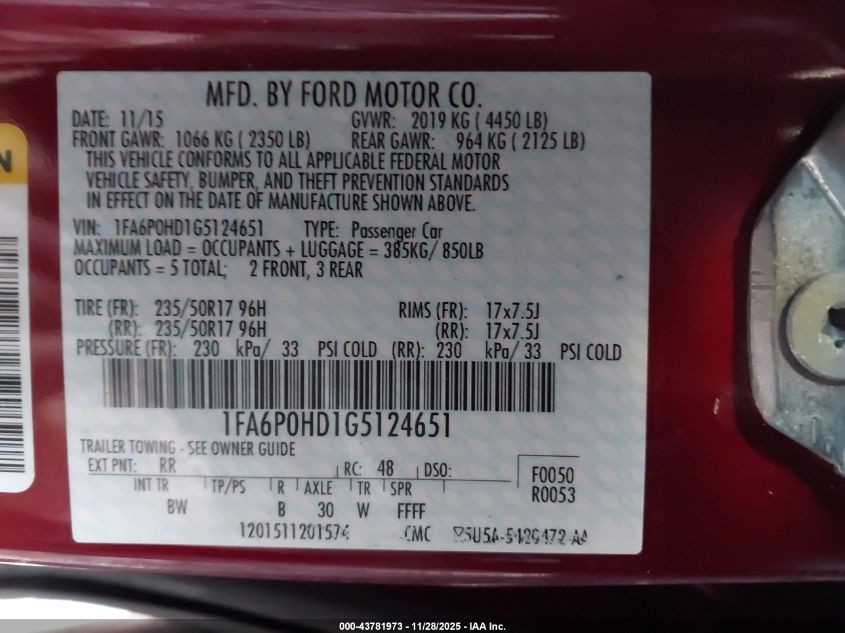 MFD. BY FORD MOTOR CO.
DATE: 11/15 GVWR: 2019 KG ( 4450 LB)
FRONT GAWR: 1066 KG ( 2350 LB) REAR GAWR: 964 KG ( 2125 LB)
THIS VEHICLE CONFORMS TO ALL APPLICABLE FEDERAL MOTOR
VEHICLE SAFETY, BUMPER, AND THEFT PREVENTION STANDARDS
IN EFFECT ON THE DATE OF MANUFACTURE SHOWN ABOVE.
VIN: 1FA6P0HD1G5124651 TYPE: Passenger Car
MAXIMUM LOAD = OCCUPANTS + LUGGAGE = 385KG/ 850LB
OCCUPANTS = 5 TOTAL; 2 FRONT, 3 REAR
TIRE (FR): 235/50R17 96H RIMS (FR): 17x7.5J
(RR): 235/50R17 96H (RR): 17x7.5J
PRESSURE (FR): 230 kPa/ 33 PSI COLD (RR): 230 kPa/ 33 PSI COLD
1FA6P0HD1G5124651
TRAILER TOWING - SEE OWNER GUIDE
EXT PNT: RR RC: 48 DSO: F0050
R0053
INT TR TP/PS R AXLE TR SPR
BW B 30 W FFFF
1201511201574 CMC
000-43781973 | 11/28/2025 - IAA Inc.